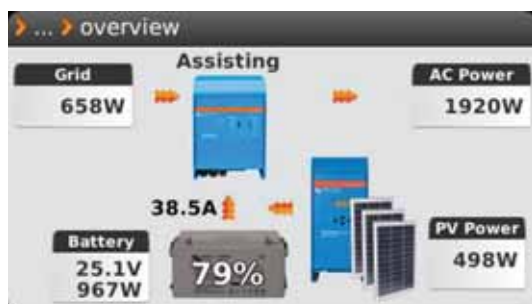 ... overview
Assisting
Grid
658W
AC Power
1920W
38.5A
Battery
25.1V
967W
79%
PV Power
498W